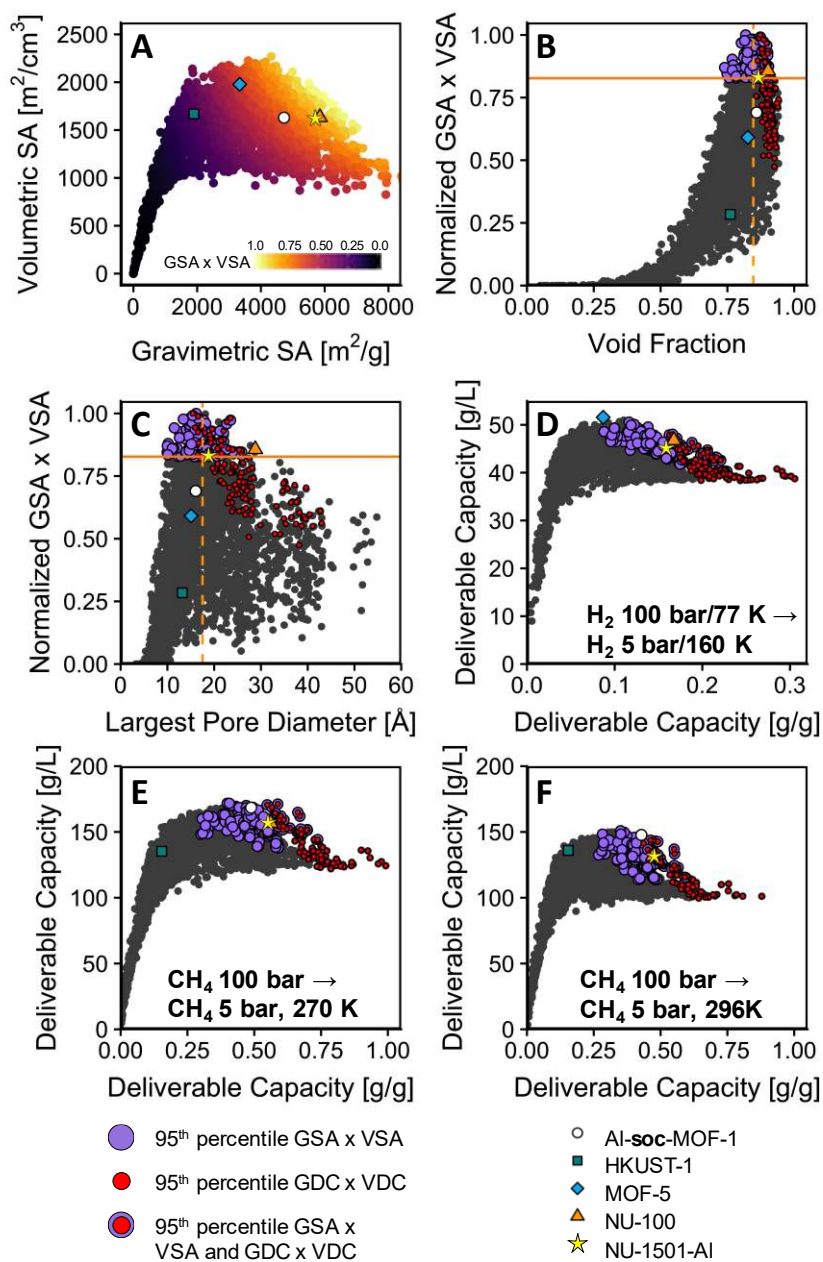 A
Volumetric SA [m²/cm³]
2500
2000
1500
1000
500
0
GSA x VSA
1.0 0.75 0.50 0.25 0.0
0 2000 4000 6000 8000
Gravimetric SA [m²/g]
B
Normalized GSA x VSA
1.00
0.75
0.50
0.25
0.00
0.00 0.25 0.50 0.75 1.00
Void Fraction
C
Normalized GSA x VSA
1.00
0.75
0.50
0.25
0.00
0 10 20 30 40 50 60
Largest Pore Diameter [Å]
D
Deliverable Capacity [g/L]
50
40
30
20
10
0
H₂ 100 bar/77 K →
H₂ 5 bar/160 K
0.0 0.1 0.2 0.3
Deliverable Capacity [g/g]
E
Deliverable Capacity [g/L]
200
150
100
50
0
CH₄ 100 bar →
CH₄ 5 bar, 270 K
0.00 0.25 0.50 0.75 1.00
Deliverable Capacity [g/g]
F
Deliverable Capacity [g/L]
200
150
100
50
0
CH₄ 100 bar →
CH₄ 5 bar, 296K
0.00 0.25 0.50 0.75 1.00
Deliverable Capacity [g/g]
95th percentile GSA x VSA
95th percentile GDC x VDC
95th percentile GSA x
VSA and GDC x VDC
Al-soc-MOF-1
HKUST-1
MOF-5
NU-100
NU-1501-Al